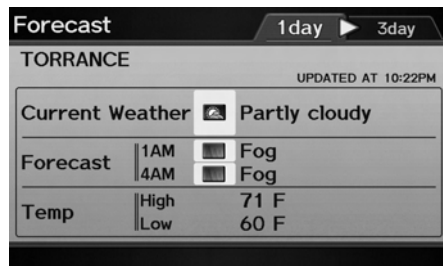 Forecast 1day 3day
TORRANCE
UPDATED AT 10:22PM
Current Weather Partly cloudy
Forecast 1AM Fog
4AM Fog
Temp High 71 F
Low 60 F